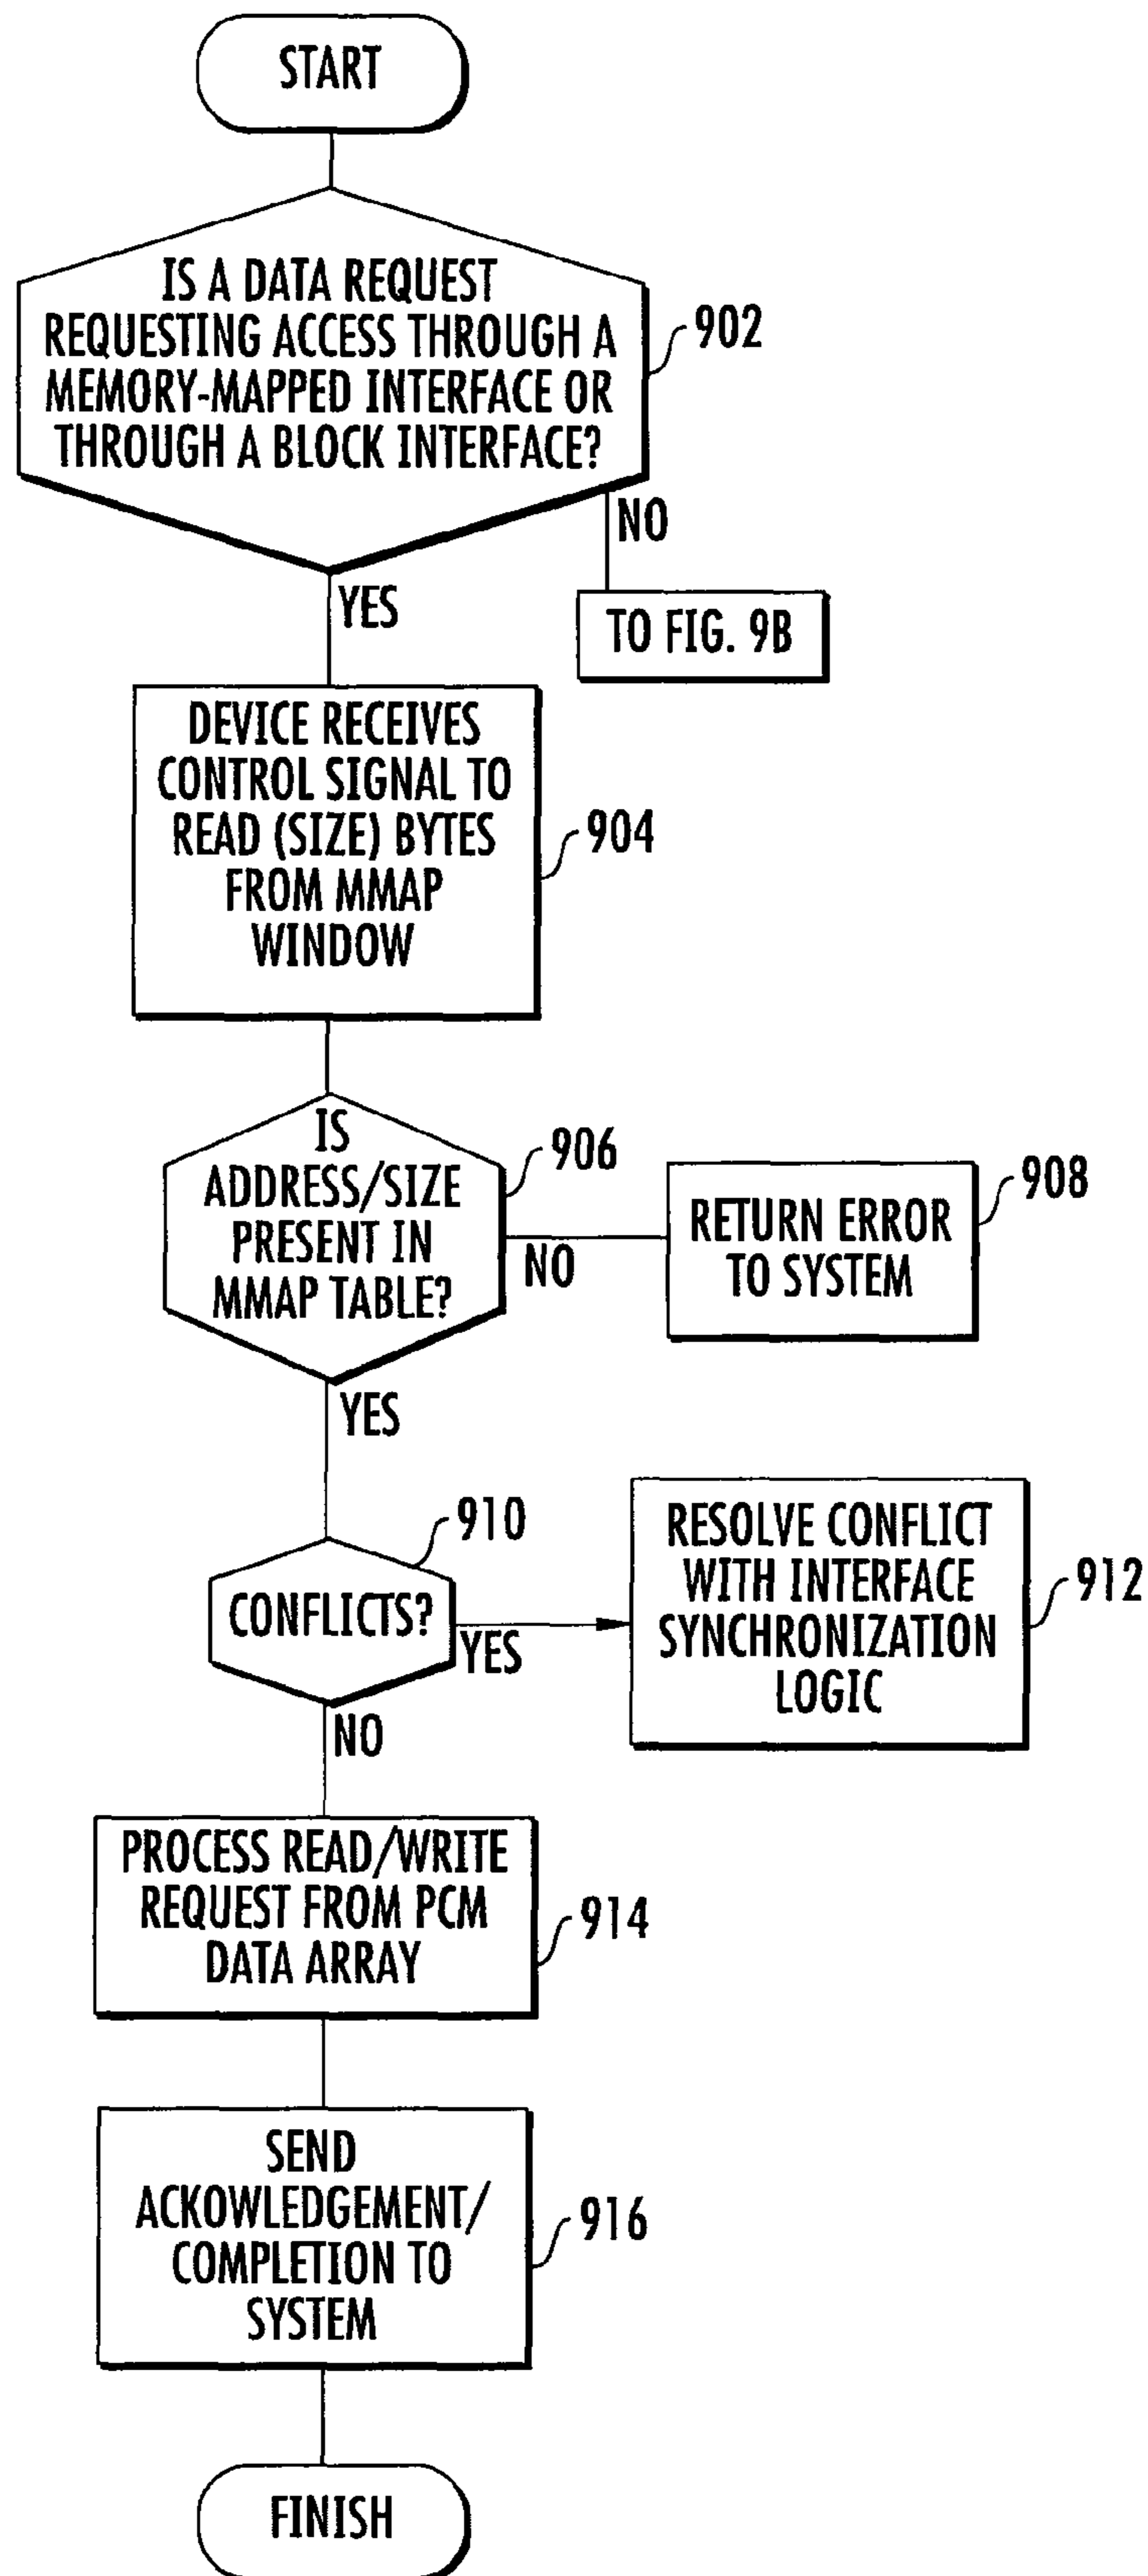 START
IS A DATA REQUEST
REQUESTING ACCESS THROUGH A
MEMORY-MAPPED INTERFACE OR
THROUGH A BLOCK INTERFACE?
902
NO
YES
TO FIG. 9B
DEVICE RECEIVES
CONTROL SIGNAL TO
READ (SIZE) BYTES
FROM MMAP
WINDOW
904
IS
ADDRESS/SIZE
PRESENT IN
MMAP TABLE?
906
NO
RETURN ERROR
TO SYSTEM
908
YES
CONFLICTS?
910
YES
RESOLVE CONFLICT
WITH INTERFACE
SYNCHRONIZATION
LOGIC
912
NO
PROCESS READ/WRITE
REQUEST FROM PCM
DATA ARRAY
914
SEND
ACKOWLEDGEMENT/
COMPLETION TO
SYSTEM
916
FINISH